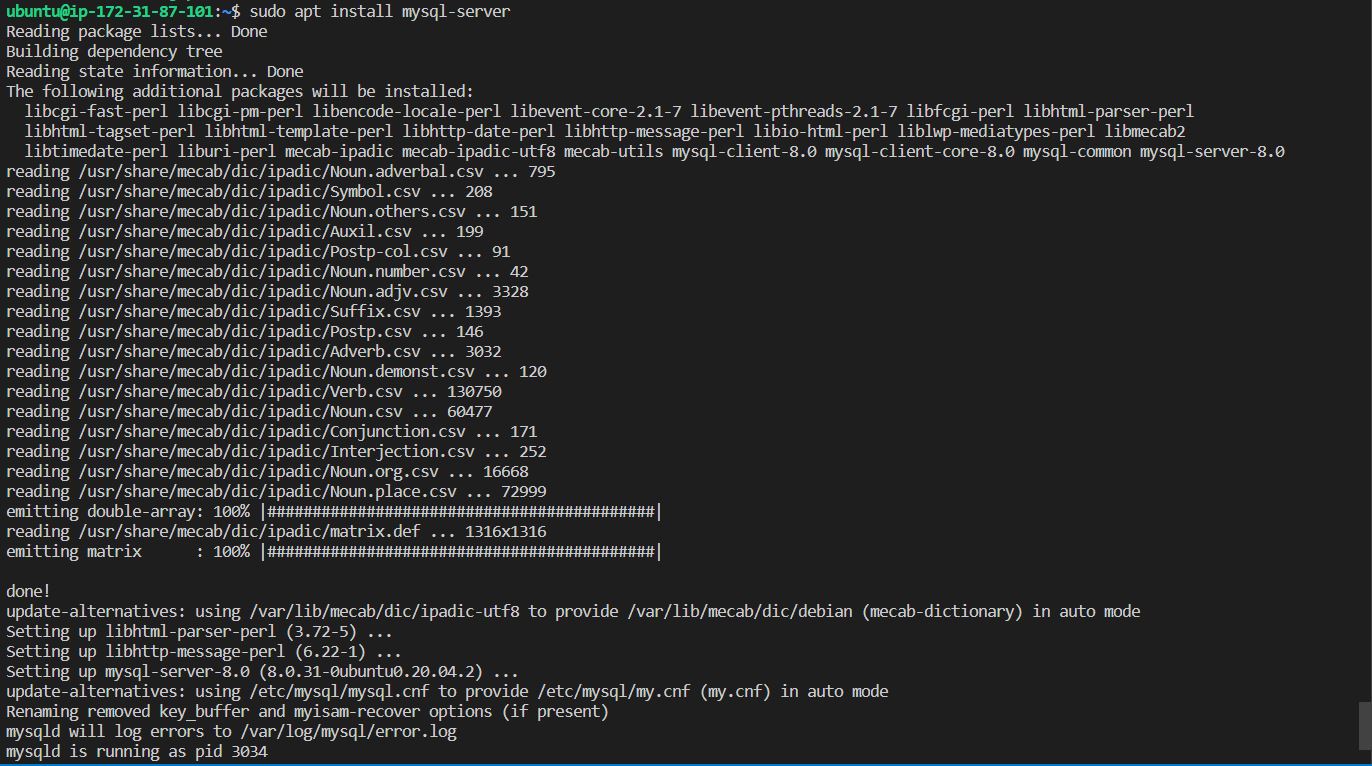 ubuntu@ip-172-31-87-101:~$ sudo apt install mysql-server
Reading package lists... Done
Building dependency tree
Reading state information... Done
The following additional packages will be installed:
  libcgi-fast-perl libcgi-pm-perl libencode-locale-perl libevent-core-2.1-7 libevent-pthreads-2.1-7 libfcgi-perl libhtml-parser-perl
  libhtml-tagset-perl libhtml-template-perl libhttp-date-perl libhttp-message-perl libio-html-perl liblwp-mediatypes-perl libmecab2
  libtimedate-perl liburi-perl mecab-ipadic mecab-ipadic-utf8 mecab-utils mysql-client-8.0 mysql-client-core-8.0 mysql-common mysql-server-8.0
reading /usr/share/mecab/dic/ipadic/Noun.adverbal.csv ... 795
reading /usr/share/mecab/dic/ipadic/Symbol.csv ... 208
reading /usr/share/mecab/dic/ipadic/Noun.others.csv ... 151
reading /usr/share/mecab/dic/ipadic/Auxil.csv ... 199
reading /usr/share/mecab/dic/ipadic/Postp-col.csv ... 91
reading /usr/share/mecab/dic/ipadic/Noun.number.csv ... 42
reading /usr/share/mecab/dic/ipadic/Noun.adjv.csv ... 3328
reading /usr/share/mecab/dic/ipadic/Suffix.csv ... 1393
reading /usr/share/mecab/dic/ipadic/Postp.csv ... 146
reading /usr/share/mecab/dic/ipadic/Adverb.csv ... 3032
reading /usr/share/mecab/dic/ipadic/Noun.demonst.csv ... 120
reading /usr/share/mecab/dic/ipadic/Verb.csv ... 130750
reading /usr/share/mecab/dic/ipadic/Noun.csv ... 60477
reading /usr/share/mecab/dic/ipadic/Conjunction.csv ... 171
reading /usr/share/mecab/dic/ipadic/Interjection.csv ... 252
reading /usr/share/mecab/dic/ipadic/Noun.org.csv ... 16668
reading /usr/share/mecab/dic/ipadic/Noun.place.csv ... 72999
emitting double-array: 100% |###########################################|
reading /usr/share/mecab/dic/ipadic/matrix.def ... 1316x1316
emitting matrix      : 100% |###########################################|

done!
update-alternatives: using /var/lib/mecab/dic/ipadic-utf8 to provide /var/lib/mecab/dic/debian (mecab-dictionary) in auto mode
Setting up libhtml-parser-perl (3.72-5) ...
Setting up libhttp-message-perl (6.22-1) ...
Setting up mysql-server-8.0 (8.0.31-0ubuntu0.20.04.2) ...
update-alternatives: using /etc/mysql/mysql.cnf to provide /etc/mysql/my.cnf (my.cnf) in auto mode
Renaming removed key_buffer and myisam-recover options (if present)
mysqld will log errors to /var/log/mysql/error.log
mysqld is running as pid 3034